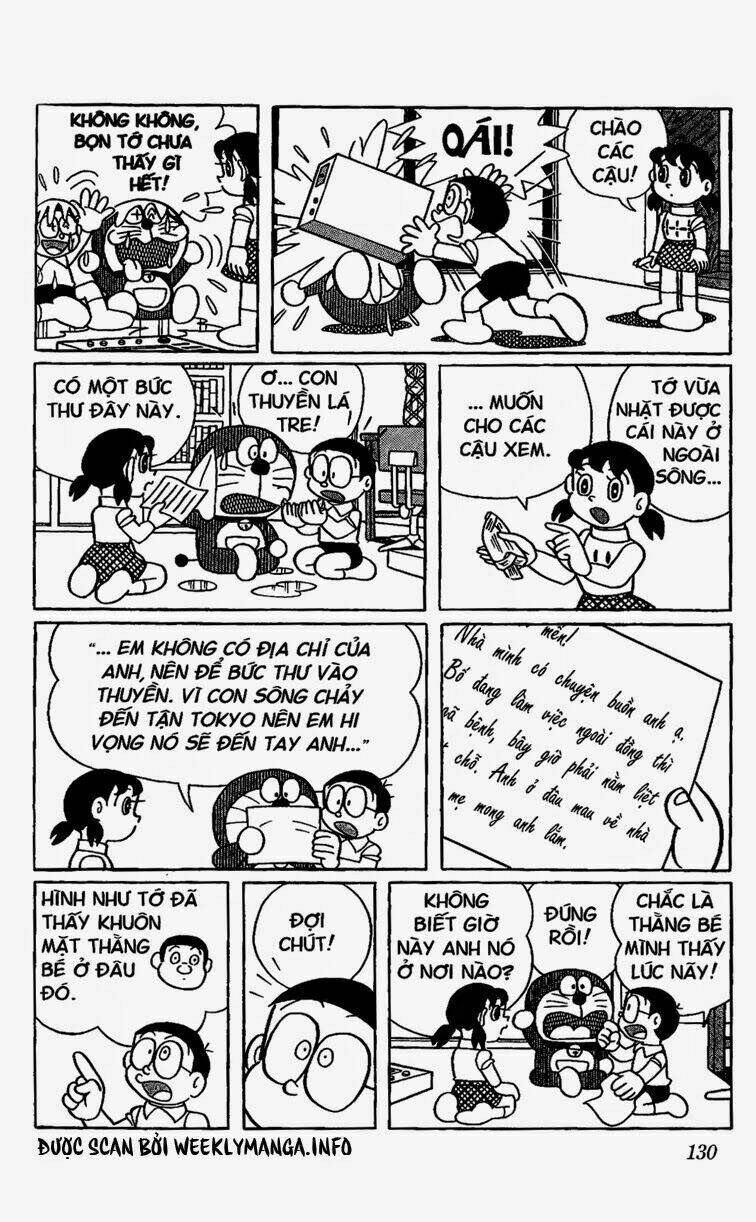 CHÀO
CÁC
CẬU!
OÁI!
KHÔNG KHÔNG,
BỌN TỚ CHƯA
THẤY GÌ
HẾT!
TỚ VỪA
NHẶT ĐƯỢC
CÁI NÀY Ở
NGOÀI
SÔNG...
... MUỐN
CHO CÁC
CẬU XEM.
Ơ... CON
THUYỀN LÁ
TRE!
CÓ MỘT BỨC
THƯ ĐÂY NÀY.
mến!
Nhà mình có chuyện buồn anh ạ.
Bố đang làm việc ngoài đồng thì
ã bệnh, bây giờ phải nằm liệt
t chỗ. Anh ở đâu mau về nhà
mẹ mong anh lắm.
"... EM KHÔNG CÓ ĐỊA CHỈ CỦA
ANH, NÊN ĐỂ BỨC THƯ VÀO
THUYỀN. VÌ CON SÔNG CHẢY
ĐẾN TẬN TOKYO NÊN EM HI
VỌNG NÓ SẼ ĐẾN TAY ANH..."
CHẮC LÀ
THẰNG BÉ
MÌNH THẤY
LÚC NÃY!
ĐÚNG
RỒI!
KHÔNG
BIẾT GIỜ
NÀY ANH NÓ
Ở NƠI NÀO?
ĐỢI
CHÚT!
HÌNH NHƯ TỚ ĐÃ
THẤY KHUÔN
MẶT THẰNG
BÉ Ở ĐÂU
ĐÓ.
ĐƯỢC SCAN BỞI WEEKLYMANGA.INFO
130